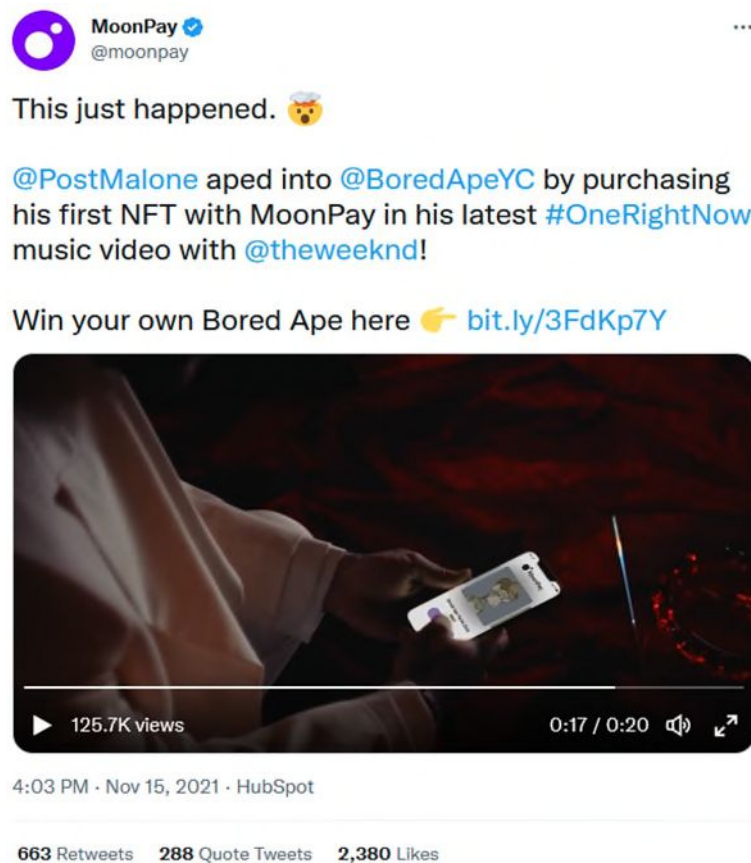 MoonPay
@moonpay
This just happened. 🤯
@PostMalone aped into @BoredApeYC by purchasing
his first NFT with MoonPay in his latest #OneRightNow
music video with @theweeknd!
Win your own Bored Ape here 👉 bit.ly/3FdKp7Y
MoonPay
125.7K views
0:17 / 0:20
4:03 PM · Nov 15, 2021 · HubSpot
663 Retweets 288 Quote Tweets 2,380 Likes